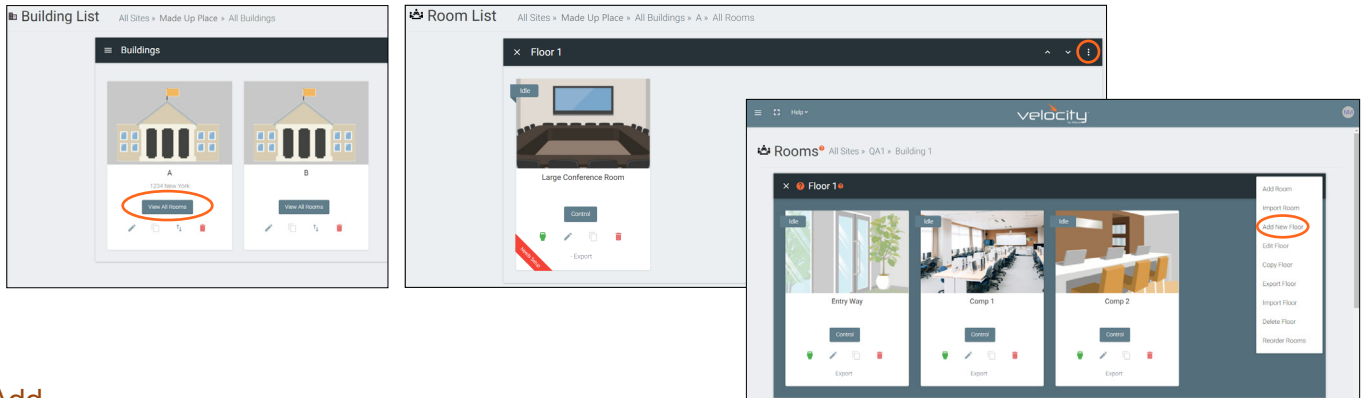 Building List All Sites » Made Up Place » All Buildings
Buildings
A
1234 New York
View All Rooms
B
View All Rooms
Room List All Sites » Made Up Place » All Buildings » A » All Rooms
Floor 1
Idle
Large Conference Room
Control
Needs Setup
- Export
Help
velocity
Rooms All Sites » QA1 » Building 1
Floor 1
Idle
Entry Way
Control
Export
Idle
Comp 1
Control
Export
Idle
Comp 2
Control
Export
Add Room
Import Room
Add New Floor
Edit Floor
Copy Floor
Export Floor
Import Floor
Delete Floor
Reorder Rooms